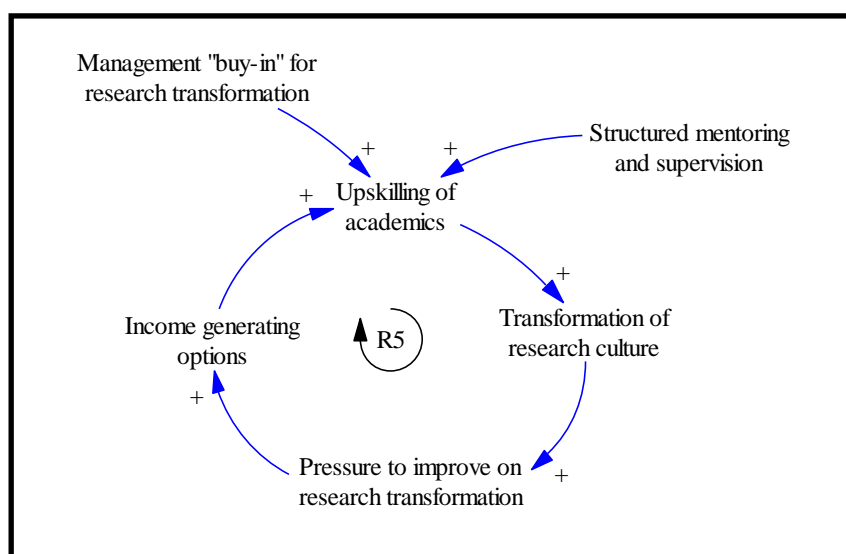 Management "buy-in" for
research transformation
+
+
Structured mentoring
and supervision
+
Upskilling of
academics
+
Income generating
options
R5
Transformation of
research culture
+
Pressure to improve on
research transformation
+